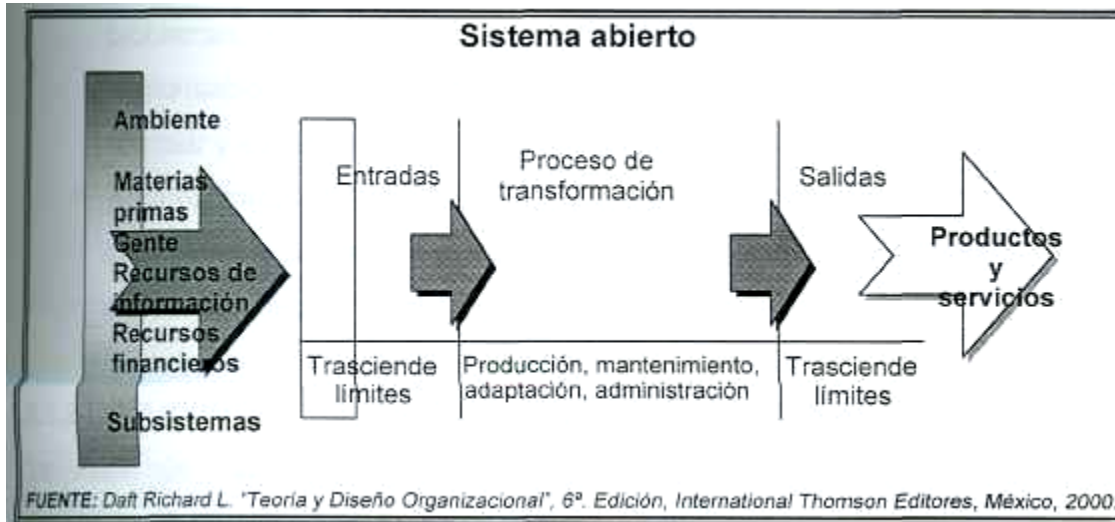 Sistema abierto
Ambiente
Materias
primas
Gente
Recursos de
información
Recursos
financieros
Subsistemas
Entradas
Proceso de
transformación
Salidas
Productos
y
servicios
Trasciende
límites
Producción, mantenimiento,
adaptación, administración
Trasciende
límites
FUENTE: Daft Richard L. "Teoría y Diseño Organizacional", 6ª. Edición, International Thomson Editores, México, 2000